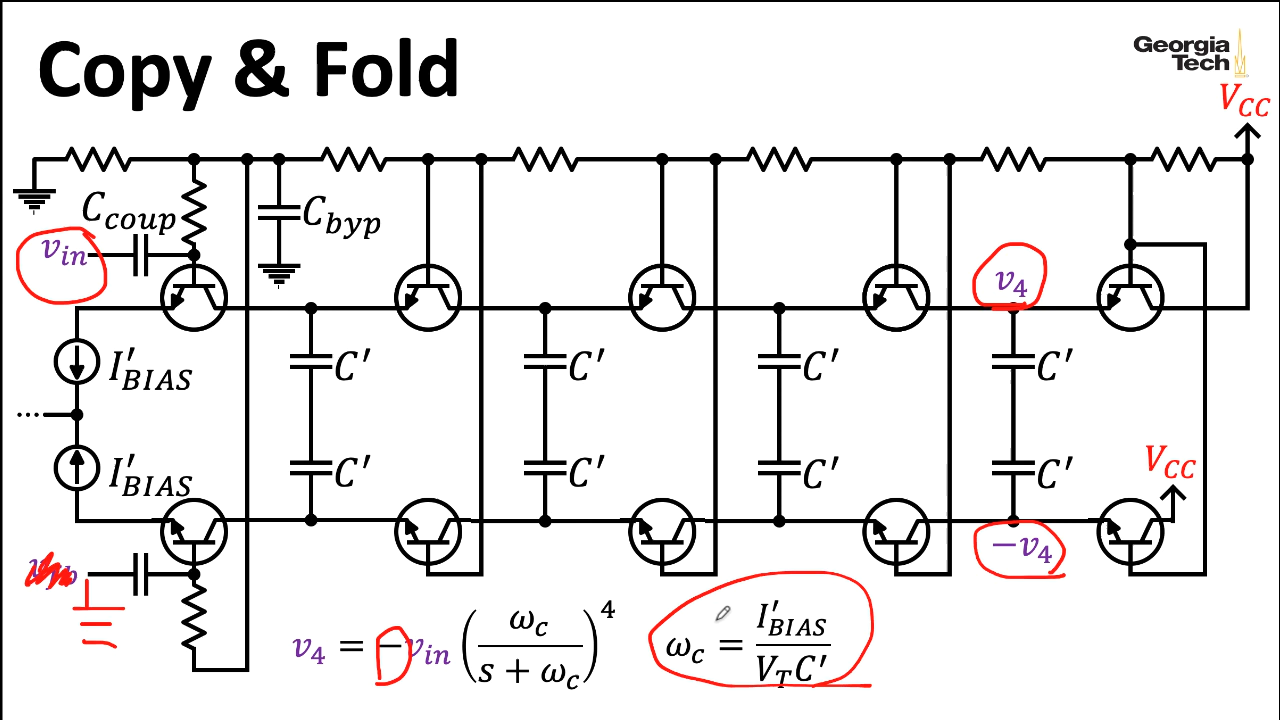 Copy & Fold
Georgia
Tech
V_CC
C_coup
C_byp
v_in
v_4
I′_BIAS
C′
C′
C′
C′
...
I′_BIAS
C′
C′
C′
C′
V_CC
−v_4
v_4 = −v_in (ω_c / (s + ω_c))^4
ω_c = I′_BIAS / (V_T C′)